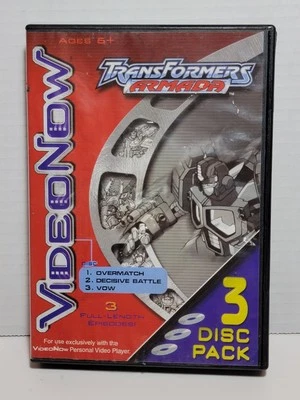 AGES 6+
TRANSFORMERS
ARMADA
VIDEONOW
1. OVERMATCH
2. DECISIVE BATTLE
3. VOW
3
FULL-LENGTH
EPISODES!
3
DISC
PACK
For use exclusively with the
VIDEONOW Personal Video Player.